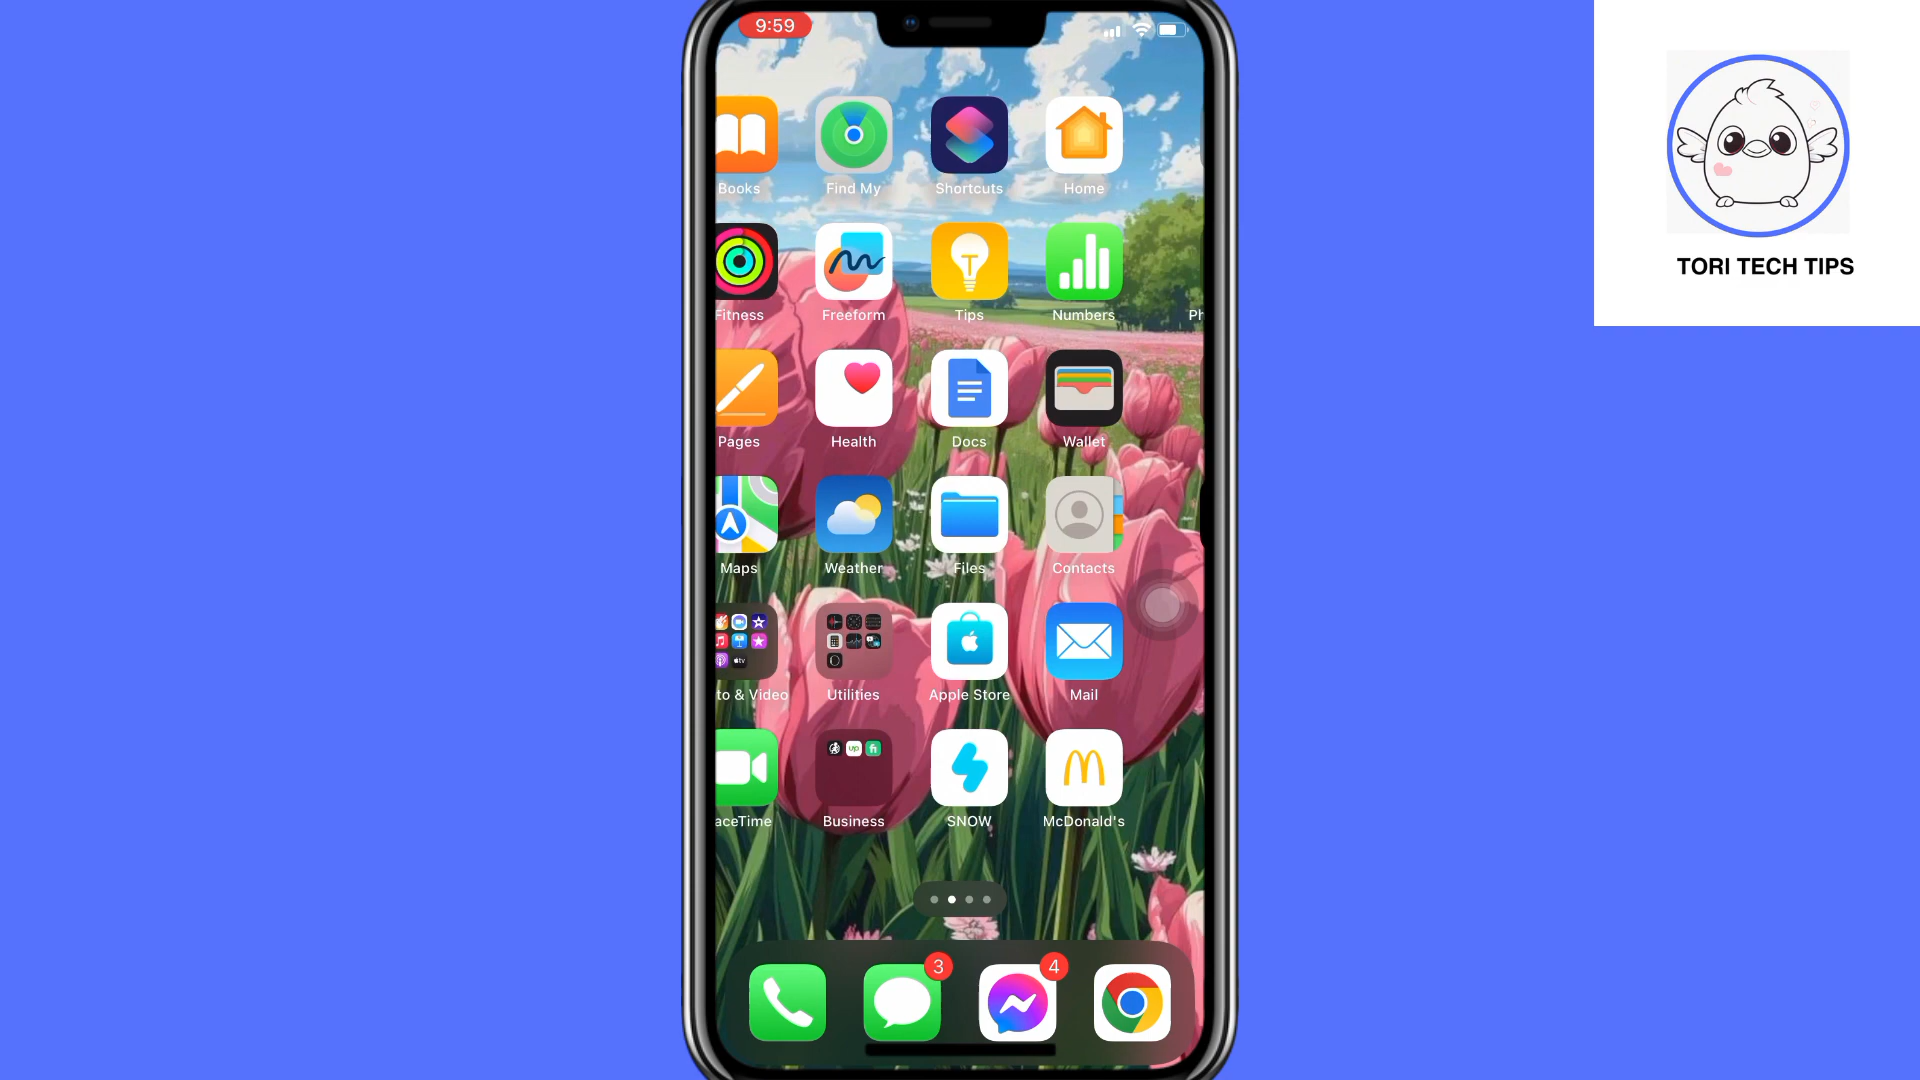 9:59
TORI TECH TIPS
Books
Find My
Shortcuts
Home
Fitness
Freeform
Tips
Numbers
Ph
Pages
Health
Docs
Wallet
Maps
Weather
Files
Contacts
to & Video
Utilities
Apple Store
Mail
aceTime
Business
SNOW
McDonald's
3
4